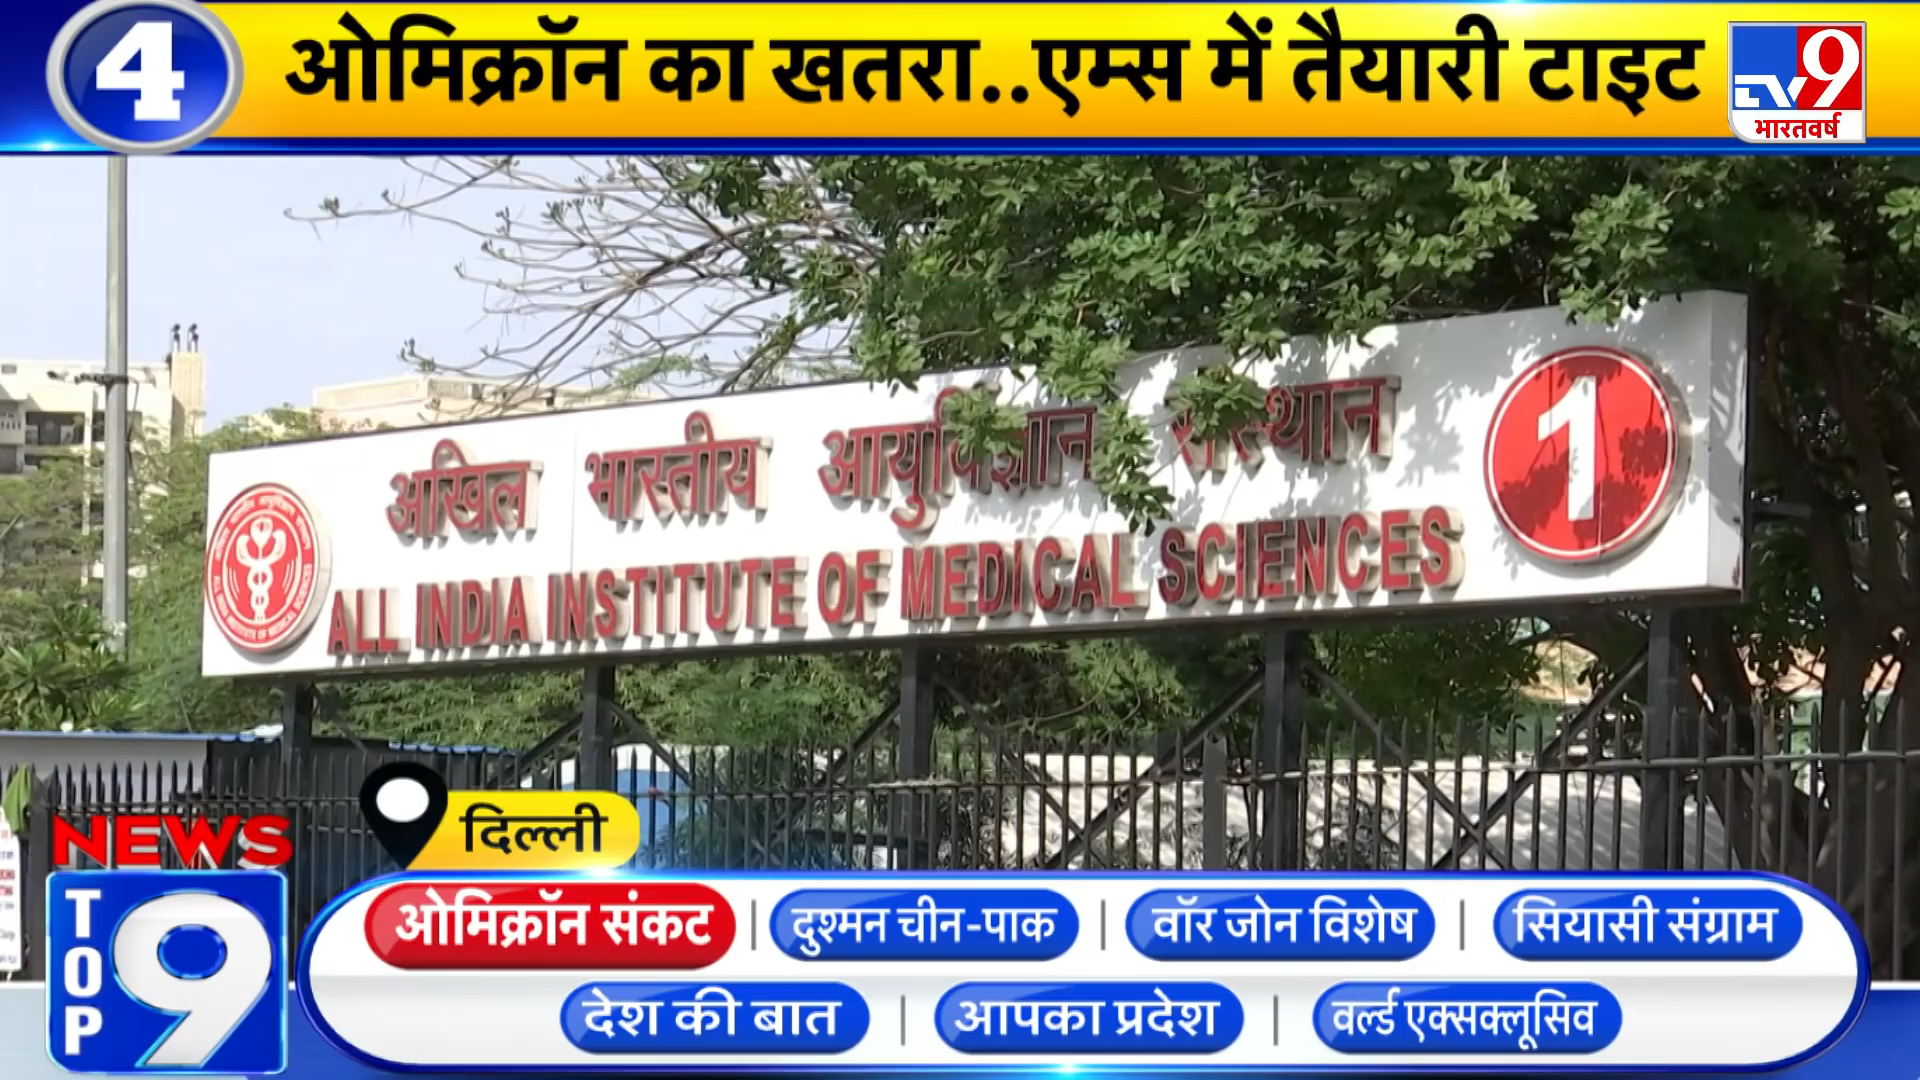 4
ओमिक्रॉन का खतरा..एम्स में तैयारी टाइट
TV9
भारतवर्ष
अखिल भारतीय आयुर्विज्ञान संस्थान
1
ALL INDIA INSTITUTE OF MEDICAL SCIENCES
दिल्ली
NEWS
TOP
9
ओमिक्रॉन संकट | दुश्मन चीन-पाक | वॉर जोन विशेष | सियासी संग्राम
देश की बात | आपका प्रदेश | वर्ल्ड एक्सक्लूसिव